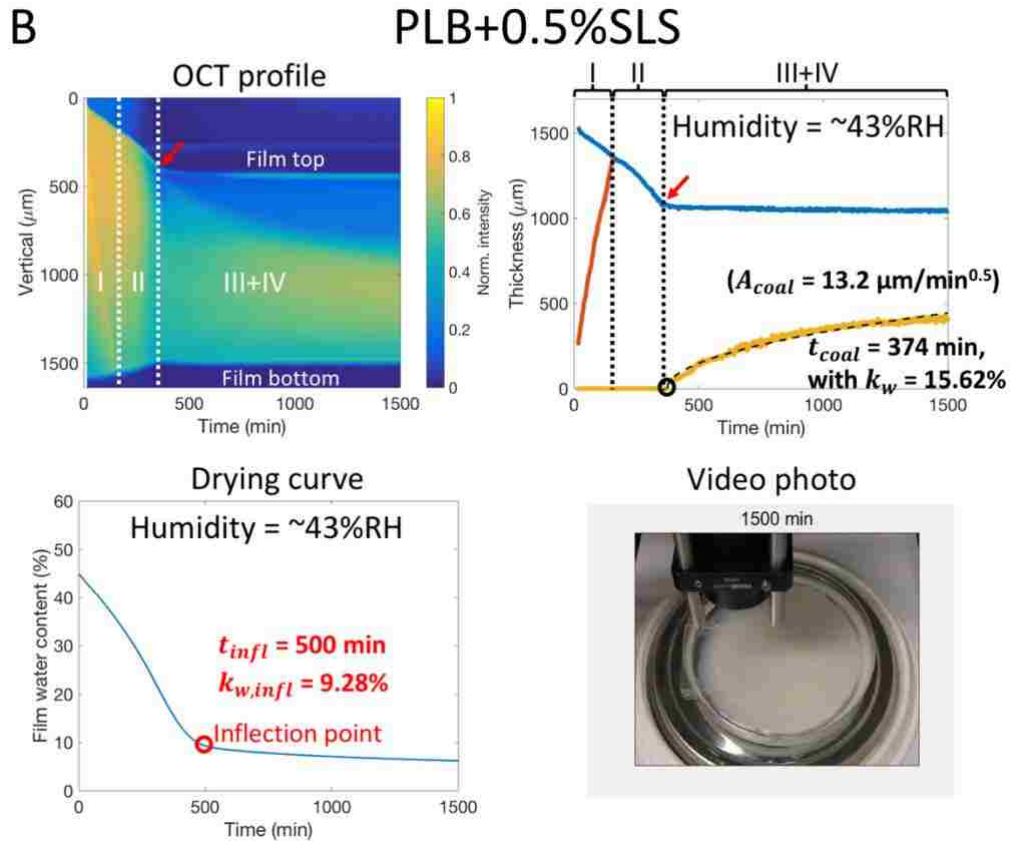 B
PLB+0.5%SLS
OCT profile
0
500
1000
1500
Vertical (μm)
Film top
I
II
III+IV
Film bottom
0
500
1000
1500
Time (min)
1
0.8
0.6
0.4
0.2
0
Norm. intensity
I
II
III+IV
Humidity = ~43%RH
1500
1000
500
0
Thickness (μm)
(A_coal = 13.2 μm/min^0.5)
t_coal = 374 min,
with k_w = 15.62%
0
500
1000
1500
Time (min)
Drying curve
60
50
40
30
20
10
0
Film water content (%)
Humidity = ~43%RH
t_infl = 500 min
k_w,infl = 9.28%
Inflection point
0
500
1000
1500
Time (min)
Video photo
1500 min